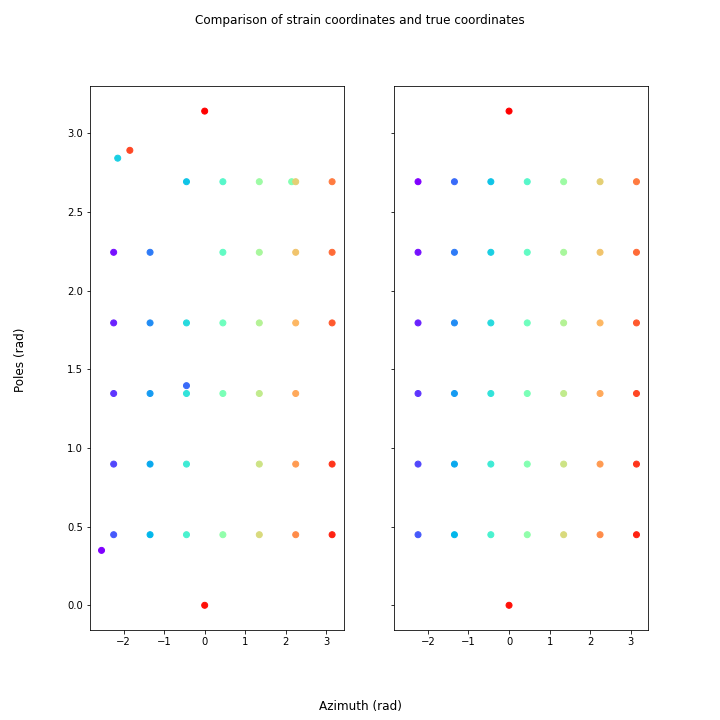 Comparison of strain coordinates and true coordinates
3.0
2.5
2.0
1.5
1.0
0.5
0.0
Poles (rad)
−2 −1 0 1 2 3
−2 −1 0 1 2 3
Azimuth (rad)